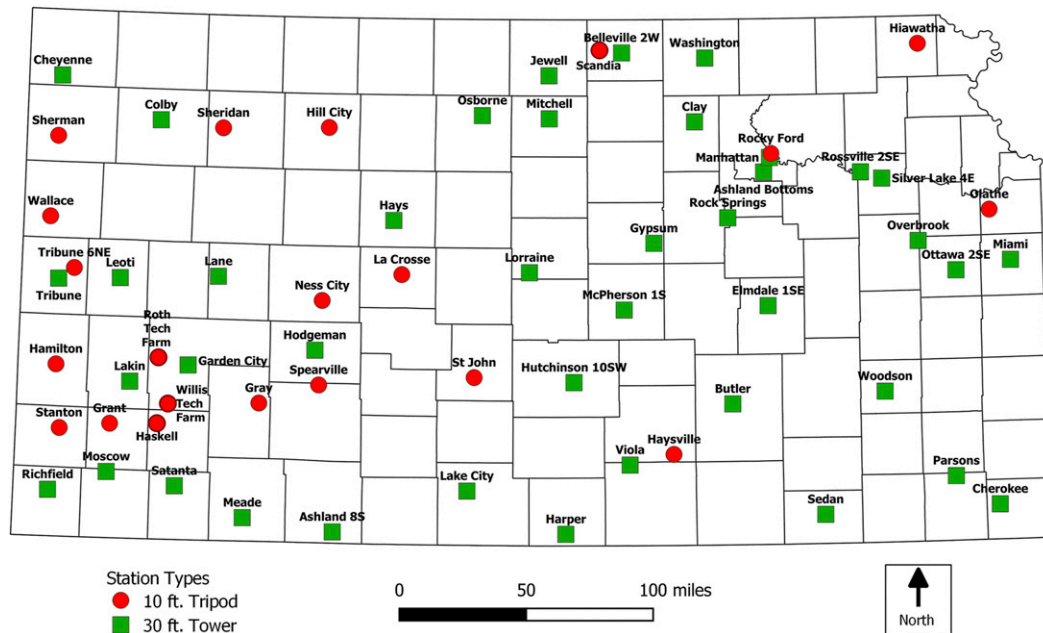 Hiawatha
Belleville 2W
Washington
Scandia
Jewell
Cheyenne
Colby
Sheridan
Hill City
Osborne
Mitchell
Clay
Sherman
Rocky Ford
Manhattan
Rossville 2SE
Silver Lake 4E
Ashland Bottoms
Rock Springs
Olathe
Wallace
Hays
Gypsum
Overbrook
Tribune 6NE
Leoti
Lane
La Crosse
Lorraine
Ottawa 2SE
Miami
Tribune
Ness City
McPherson 1S
Elmdale 1SE
Roth
Tech
Farm
Hodgeman
Hamilton
Lakin
Garden City
Spearville
St John
Hutchinson 10SW
Woodson
Willis
Tech
Farm
Gray
Butler
Stanton
Grant
Haskell
Haysville
Moscow
Viola
Richfield
Satanta
Lake City
Parsons
Cherokee
Meade
Ashland 8S
Harper
Sedan
Station Types
10 ft. Tripod
30 ft. Tower
0 50 100 miles
North